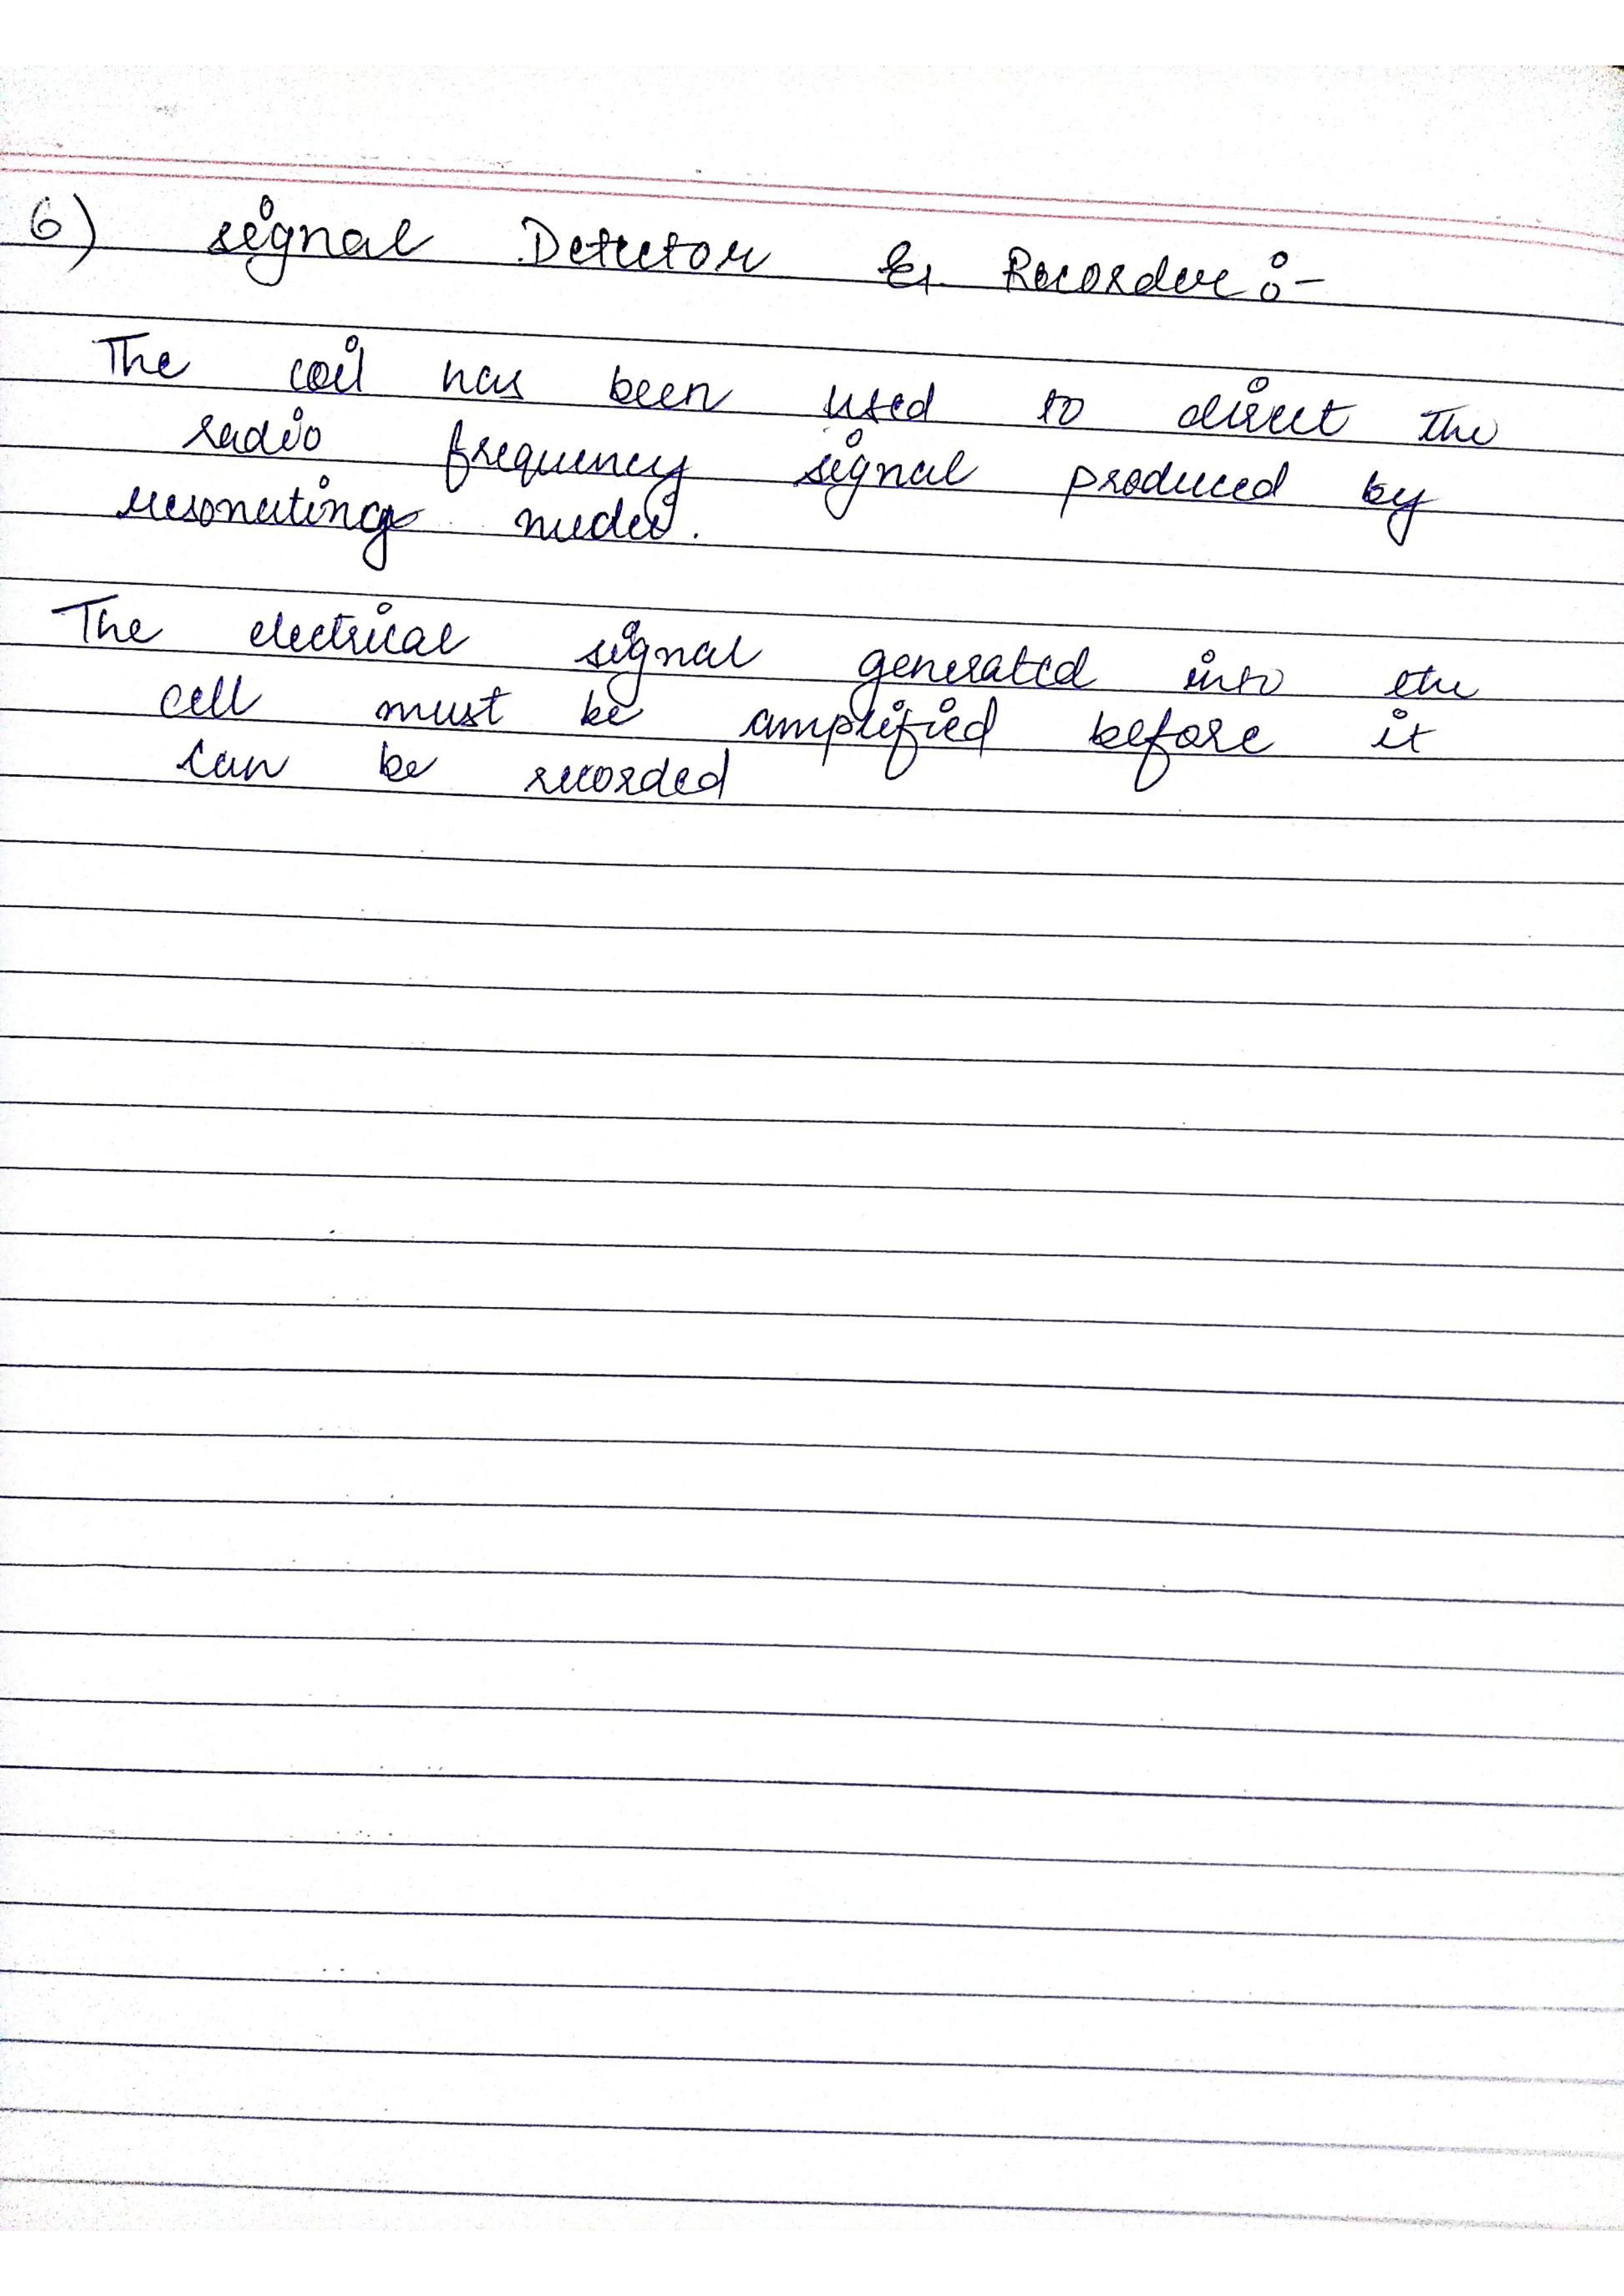 6) signal Detector & Recorder :-
The coil has been used to direct the
radio frequency signal produced by
resonating nuclei.
The electrical signal generated into the
cell must be amplified before it
can be recorded